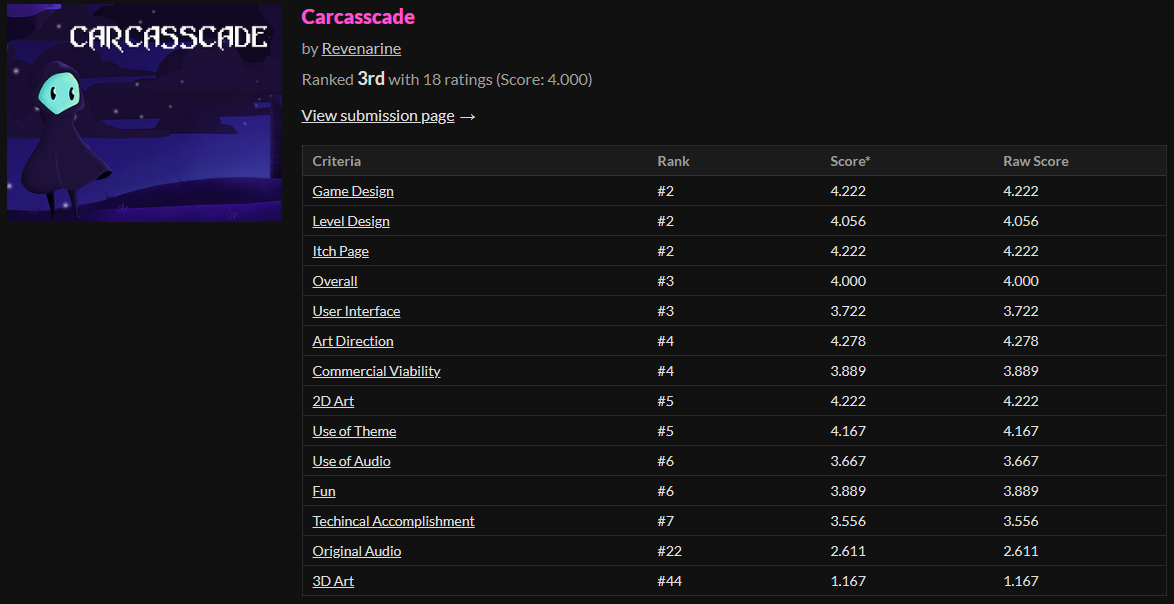 CARCASSCADE
Carcasscade
by Revenarine
Ranked 3rd with 18 ratings (Score: 4.000)
View submission page →
Criteria Rank Score* Raw Score
Game Design #2 4.222 4.222
Level Design #2 4.056 4.056
Itch Page #2 4.222 4.222
Overall #3 4.000 4.000
User Interface #3 3.722 3.722
Art Direction #4 4.278 4.278
Commercial Viability #4 3.889 3.889
2D Art #5 4.222 4.222
Use of Theme #5 4.167 4.167
Use of Audio #6 3.667 3.667
Fun #6 3.889 3.889
Techincal Accomplishment #7 3.556 3.556
Original Audio #22 2.611 2.611
3D Art #44 1.167 1.167